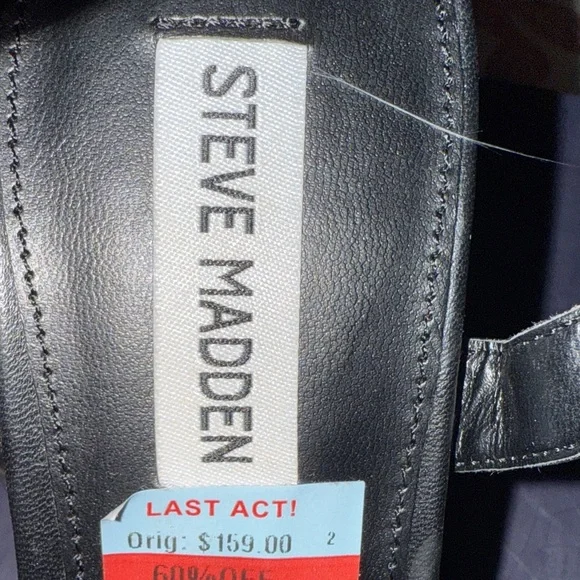 STEVE MADDEN
LAST ACT!
Orig: $159.00 2
60% OFF